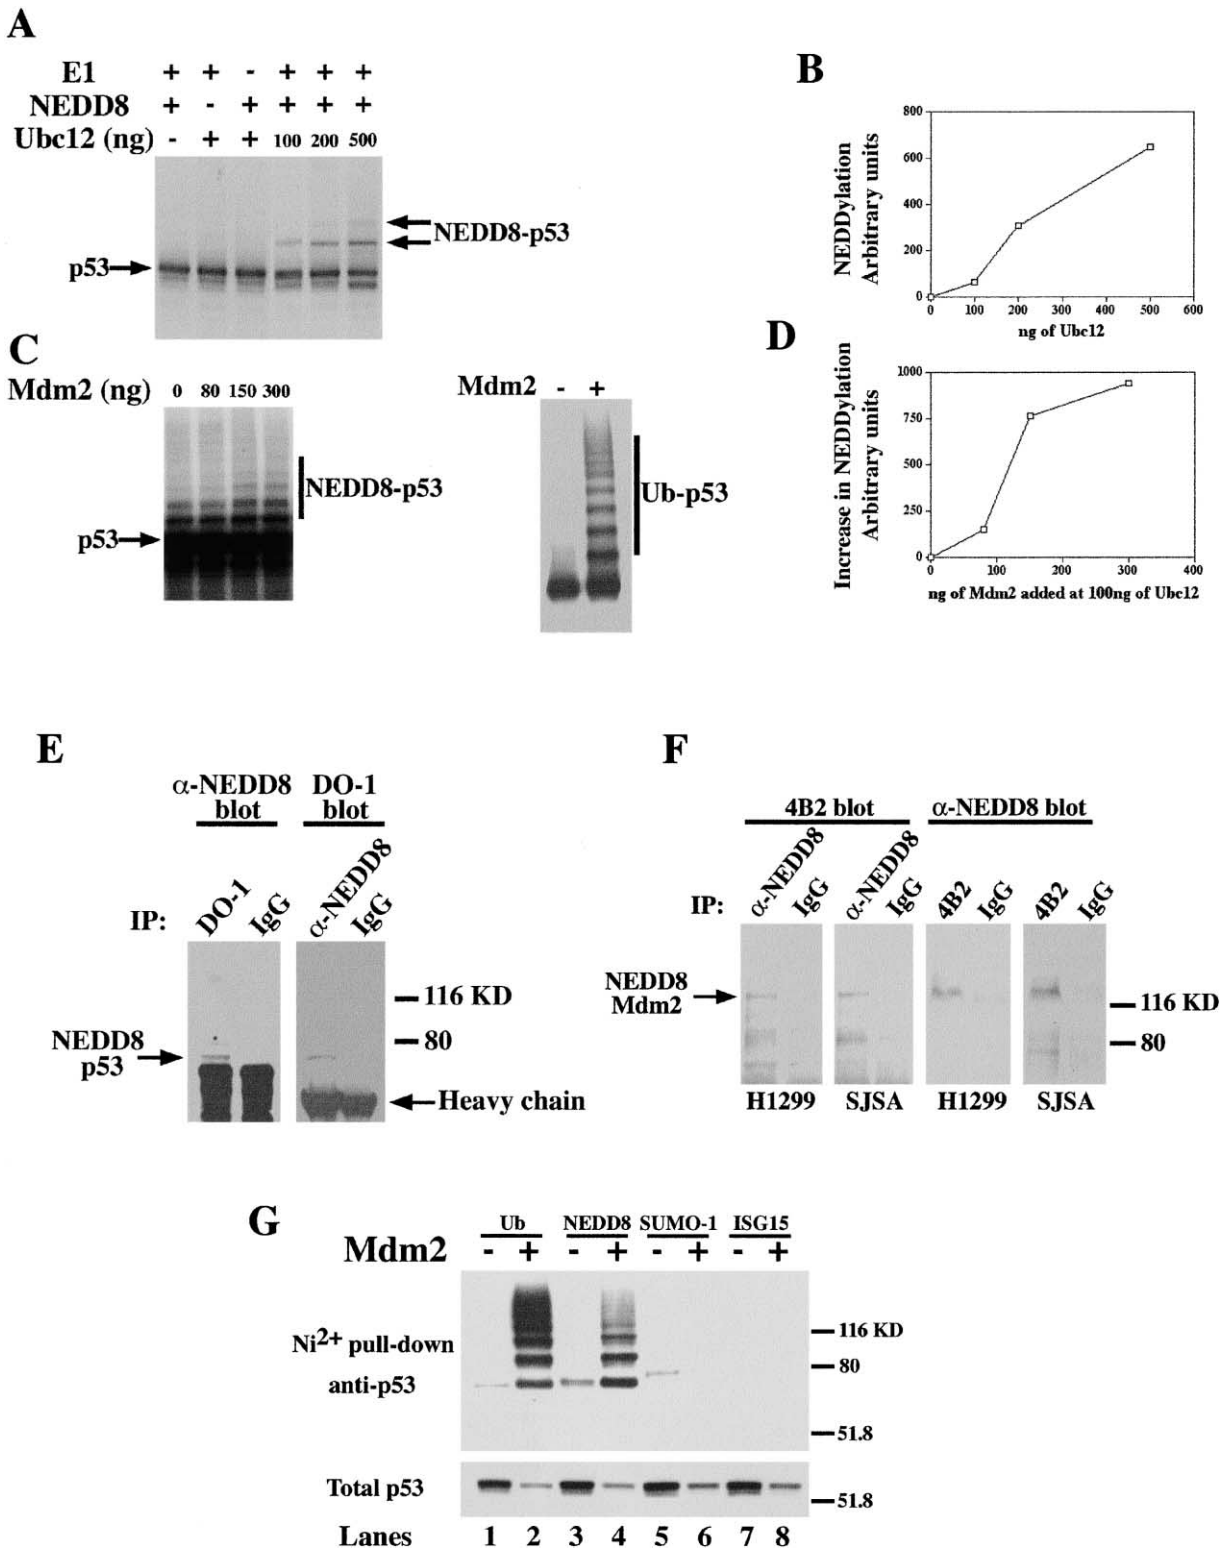 A
E1 + + - + + +
NEDD8 + - + + + +
Ubc12 (ng) - + + 100 200 500
NEDD8-p53
p53
B
NEDDylation
Arbitrary units
800
600
400
200
0
0 100 200 300 400 500 600
ng of Ubc12
C
Mdm2 (ng) 0 80 150 300
NEDD8-p53
p53
Mdm2 - +
Ub-p53
D
Increase in NEDDylation
Arbitrary units
1000
750
500
250
0
0 100 200 300 400
ng of Mdm2 added at 100ng of Ubc12
E
α-NEDD8 blot
DO-1 blot
IP: DO-1 IgG α-NEDD8 IgG
116 KD
80
NEDD8 p53
Heavy chain
F
4B2 blot α-NEDD8 blot
IP: α-NEDD8 IgG α-NEDD8 IgG 4B2 IgG 4B2 IgG
NEDD8 Mdm2
116 KD
80
H1299 SJSA H1299 SJSA
G
Ub NEDD8 SUMO-1 ISG15
Mdm2 - + - + - + - +
Ni2+ pull-down
anti-p53
116 KD
80
51.8
Total p53
51.8
Lanes 1 2 3 4 5 6 7 8